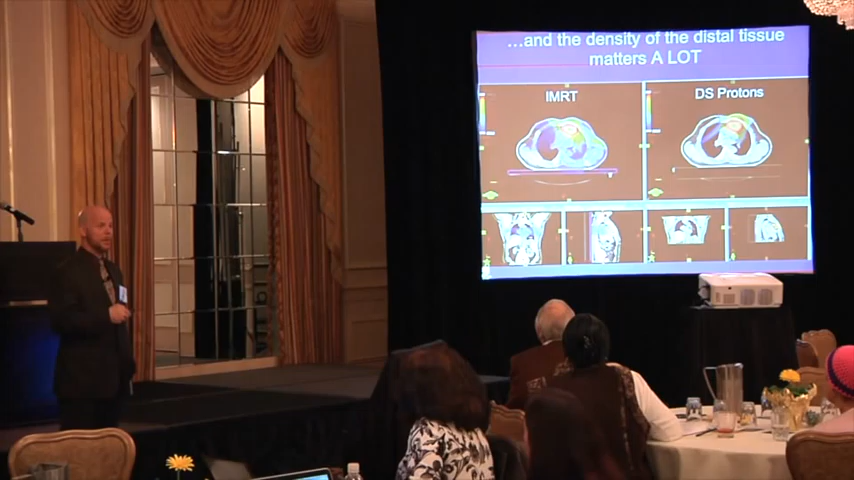 ...and the density of the distal tissue
matters A LOT
IMRT
DS Protons